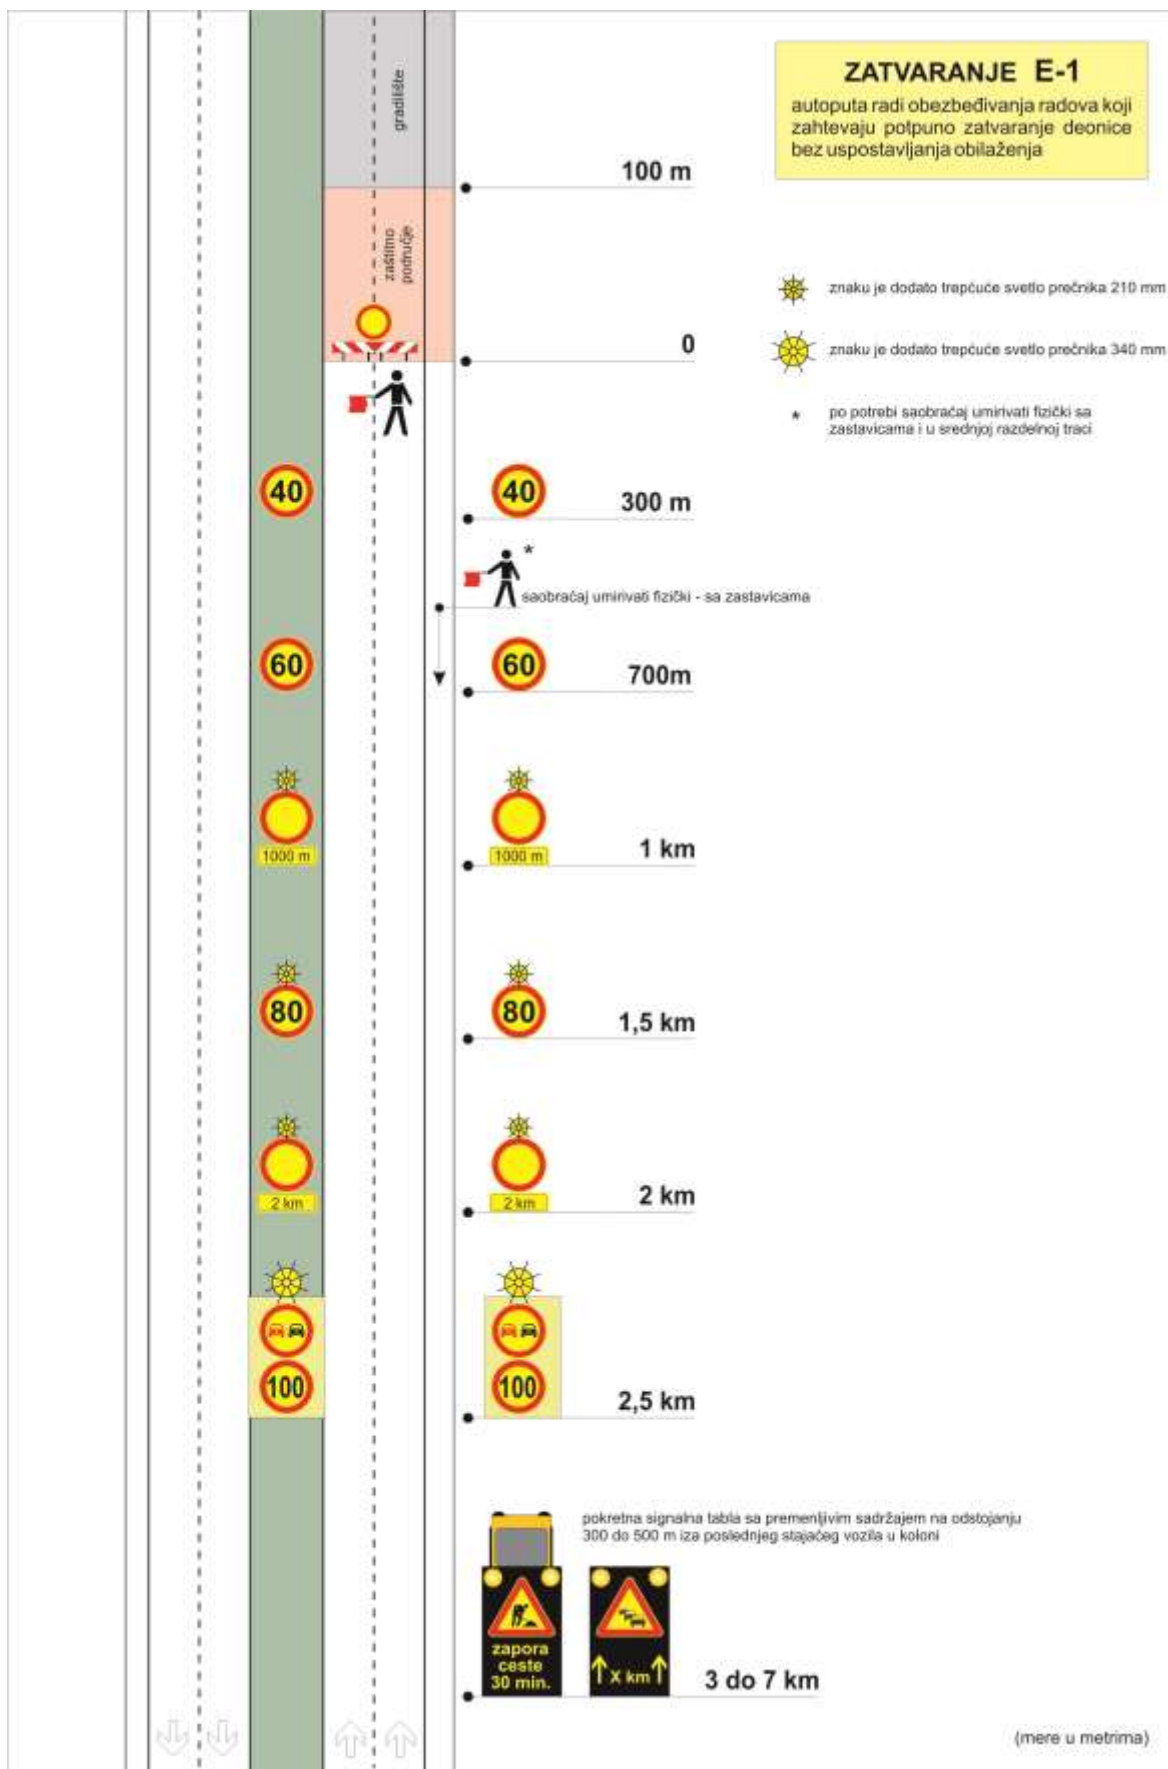 ZATVARANJE E-1
autoputa radi obezbeđivanja radova koji
zahtevaju potpuno zatvaranje deonice
bez uspostavljanja obilaženja
gradilište
100 m
zaštitno
područje
0
znaku je dodato trepćuće svetlo prečnika 210 mm
znaku je dodato trepćuće svetlo prečnika 340 mm
* po potrebi saobraćaj umirivati fizički sa
zastavicama i u srednjoj razdelnoj traci
40 40 300 m
*
saobraćaj umirivati fizički - sa zastavicama
60 60 700m
1000 m 1000 m 1 km
80 80 1,5 km
2 km 2 km 2 km
100 100 2,5 km
pokretna signalna tabla sa premenljivim sadržajem na odstojanju
300 do 500 m iza poslednjeg stajaćeg vozila u koloni
zapora
ceste
30 min.
X km
3 do 7 km
(mere u metrima)